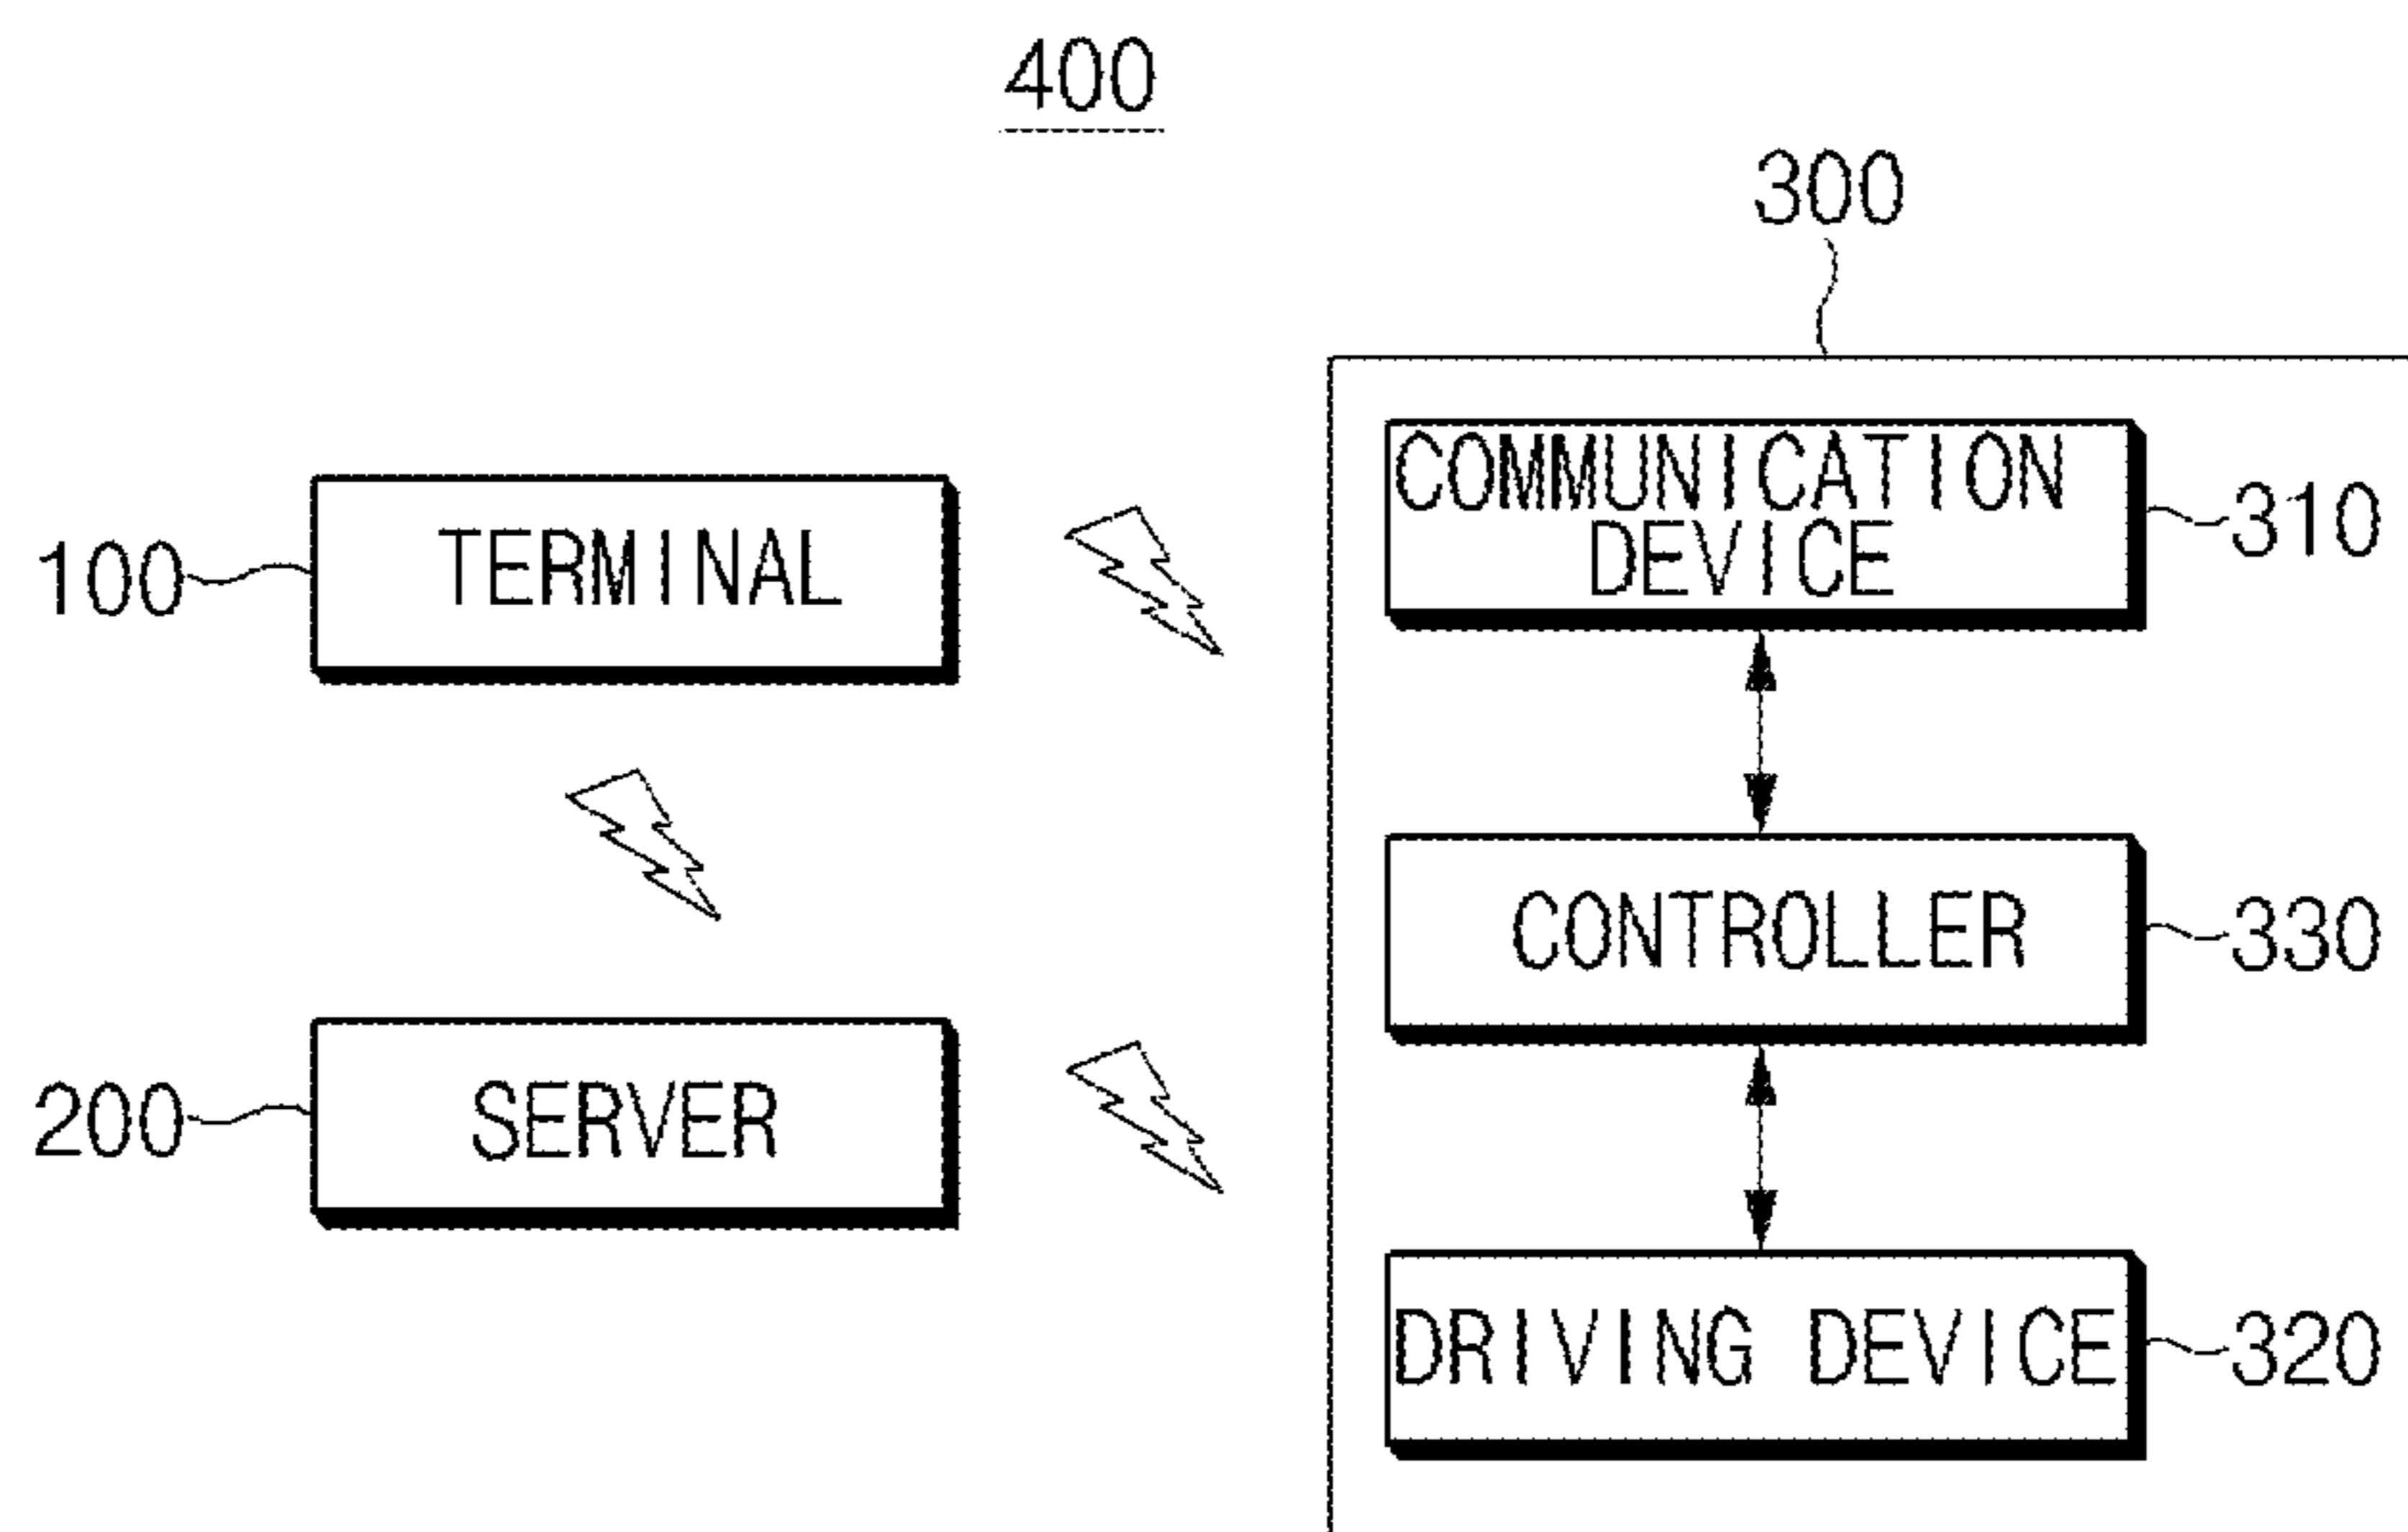 400
300
COMMUNICATION
DEVICE
310
100
TERMINAL
CONTROLLER
330
200
SERVER
DRIVING DEVICE
320